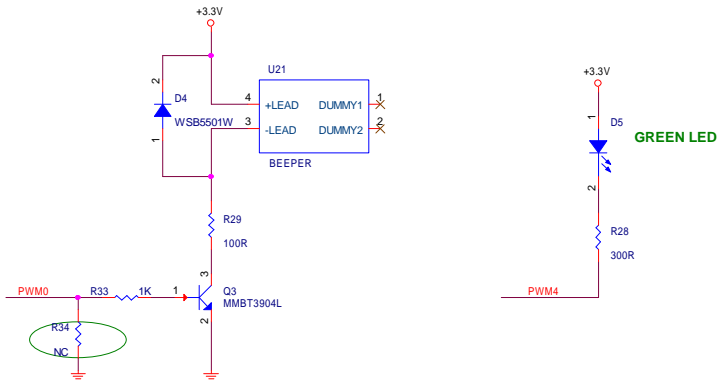 +3.3V
U21
2
D4
WSB5501W
1
4
+LEAD
DUMMY1
1
3
-LEAD
DUMMY2
2
BEEPER
R29
100R
3
PWM0
R33
1K
1
Q3
MMBT3904L
2
R34
NC
+3.3V
1
D5
GREEN LED
2
R28
300R
PWM4